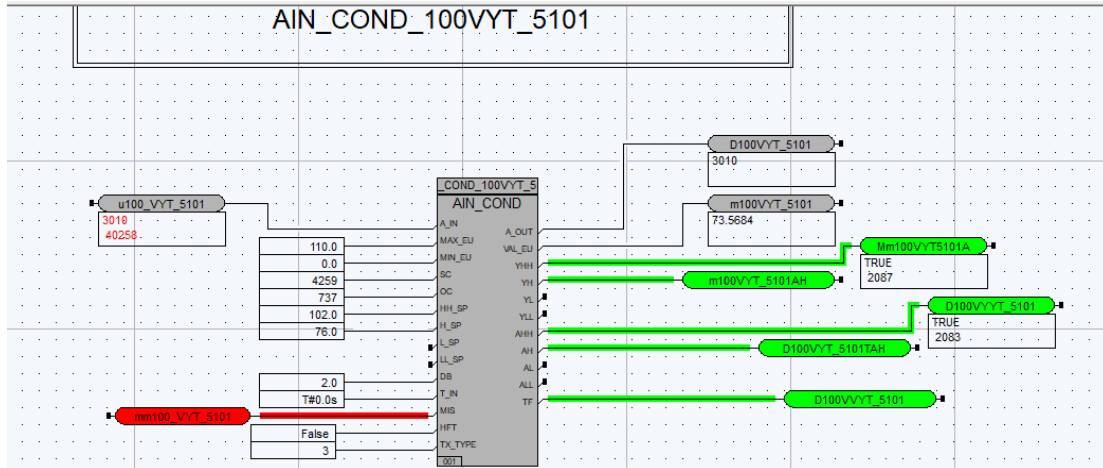 AIN_COND_100VYT_5101
D100VYT_5101
3010
_COND_100VYT_5
u100_VYT_5101
AIN_COND
m100VYT_5101
3010
40258
73.5684
A_IN
A_OUT
MAX_EU
VAL_EU
110.0
Mm100VYT5101A
MIN_EU
YHH
0.0
TRUE
2087
SC
YH
4259
m100VYT_5101AH
OC
YL
737
HH_SP
YLL
102.0
D100VYYT_5101
H_SP
AHH
76.0
TRUE
2083
L_SP
AH
D100VYT_5101TAH
LL_SP
AL
DB
ALL
2.0
T_IN
TF
T#0.0s
D100VVYT_5101
MIS
mm100_VYT_5101
HFT
False
TX_TYPE
3
001